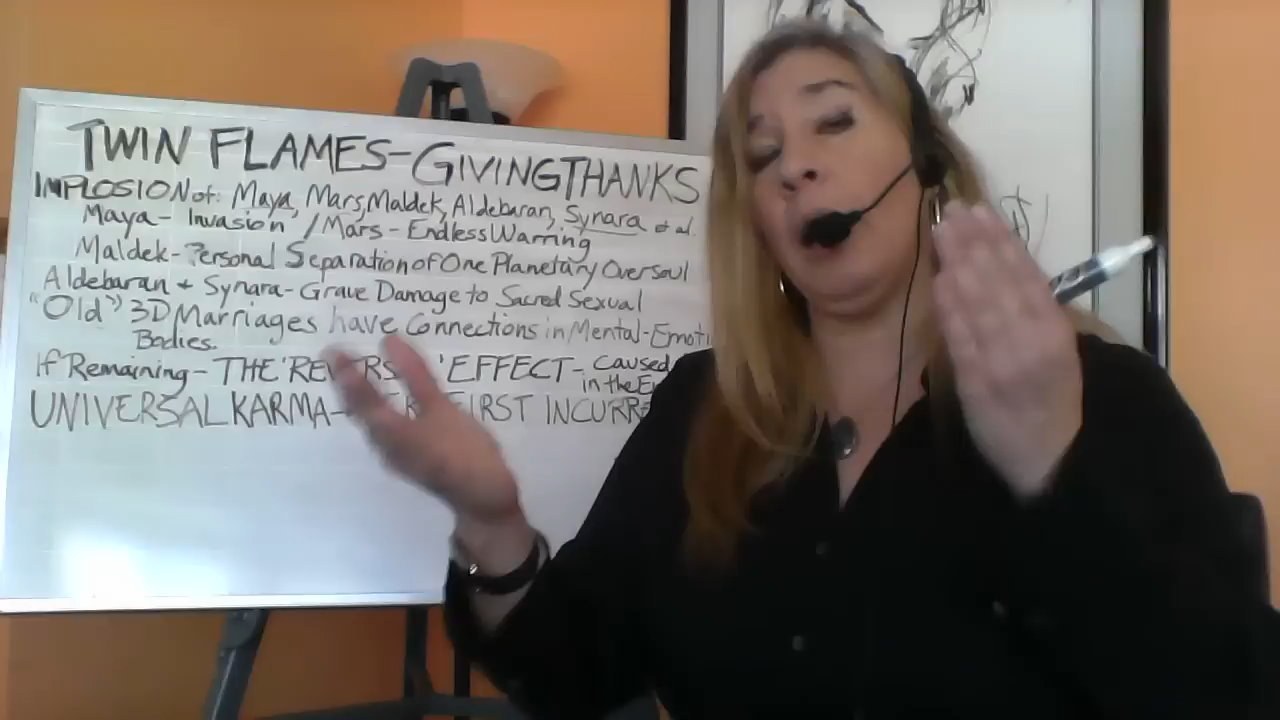 TWIN FLAMES-GIVINGTHANKS
IMPLOSION of: Maya, Mars, Maldek, Aldebaran, Synara et al.
Maya- Invasion / Mars - Endless Warring
Maldek-Personal Separation of One Planetary Oversoul
Aldebaran + Synara-Grave Damage to Sacred Sexual
"Old" 3D Marriages have Connections in Mental-Emoti
Bodies.
If Remaining - THE 'RE ' EFFECT - Caused
in the
UNIVERSAL KARMA- FIRST INCURRE